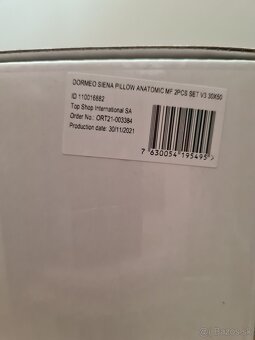 DORMEO SIENA PILLOW ANATOMIC MF 2PCS SET V3 30X50
ID 110016882
Top Shop International SA
Order No.: ORT21-003384
Production date: 30/11/2021
7 630054 195495 >